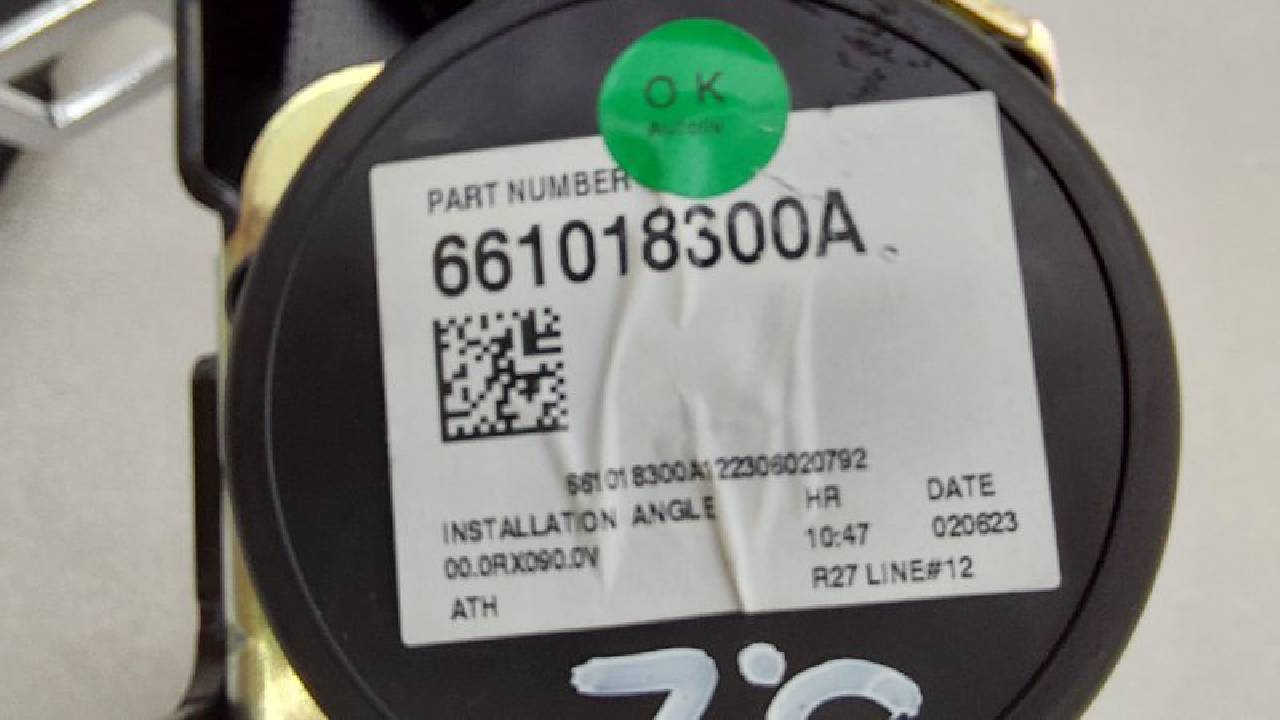 OK
Autoliv
PART NUMBER
661018300A
661018300A122306020792
INSTALLATION ANGLE HR DATE
00.0RX090.0V 10:47 020623
ATH R27 LINE#12